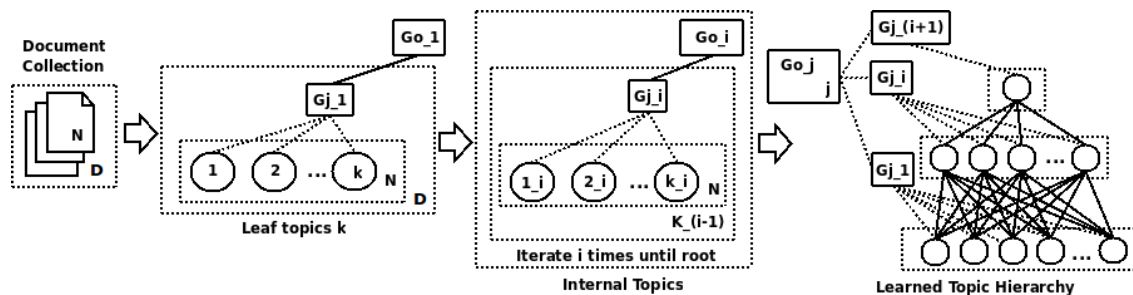 Document
Collection
N
D
Go_1
Gj_1
1
2
...
k
N
D
Leaf topics k
Go_i
Gj_i
1_i
2_i
...
k_i
N
K_(i-1)
Iterate i times until root
Internal Topics
Go_j
j
Gj_(i+1)
Gj_i
Gj_1
...
...
Learned Topic Hierarchy